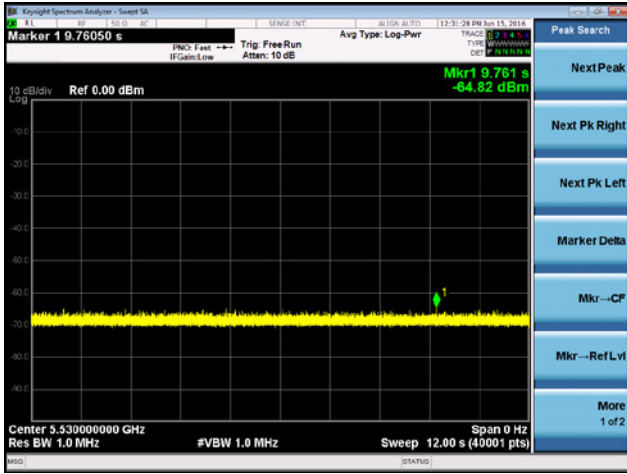 Keysight Spectrum Analyzer - Swept SA
RL RF 50 Ω AC SENSE:INT ALIGN AUTO 12:31:28 PM Jun 15, 2016
Marker 1 9.76050 s
PNO: Fast
IFGain:Low
Trig: Free Run
Atten: 10 dB
Avg Type: Log-Pwr
TRACE 1 2 3 4 5 6
TYPE WWWWWW
DET P N N N N N
Mkr1 9.761 s
-64.82 dBm
10 dB/div Ref 0.00 dBm
Log
-10.0
-20.0
-30.0
-40.0
-50.0
-60.0
-70.0
-80.0
-90.0
1
Center 5.530000000 GHz Span 0 Hz
Res BW 1.0 MHz #VBW 1.0 MHz Sweep 12.00 s (40001 pts)
MSG STATUS
Peak Search
Next Peak
Next Pk Right
Next Pk Left
Marker Delta
Mkr→CF
Mkr→Ref Lvl
More
1 of 2